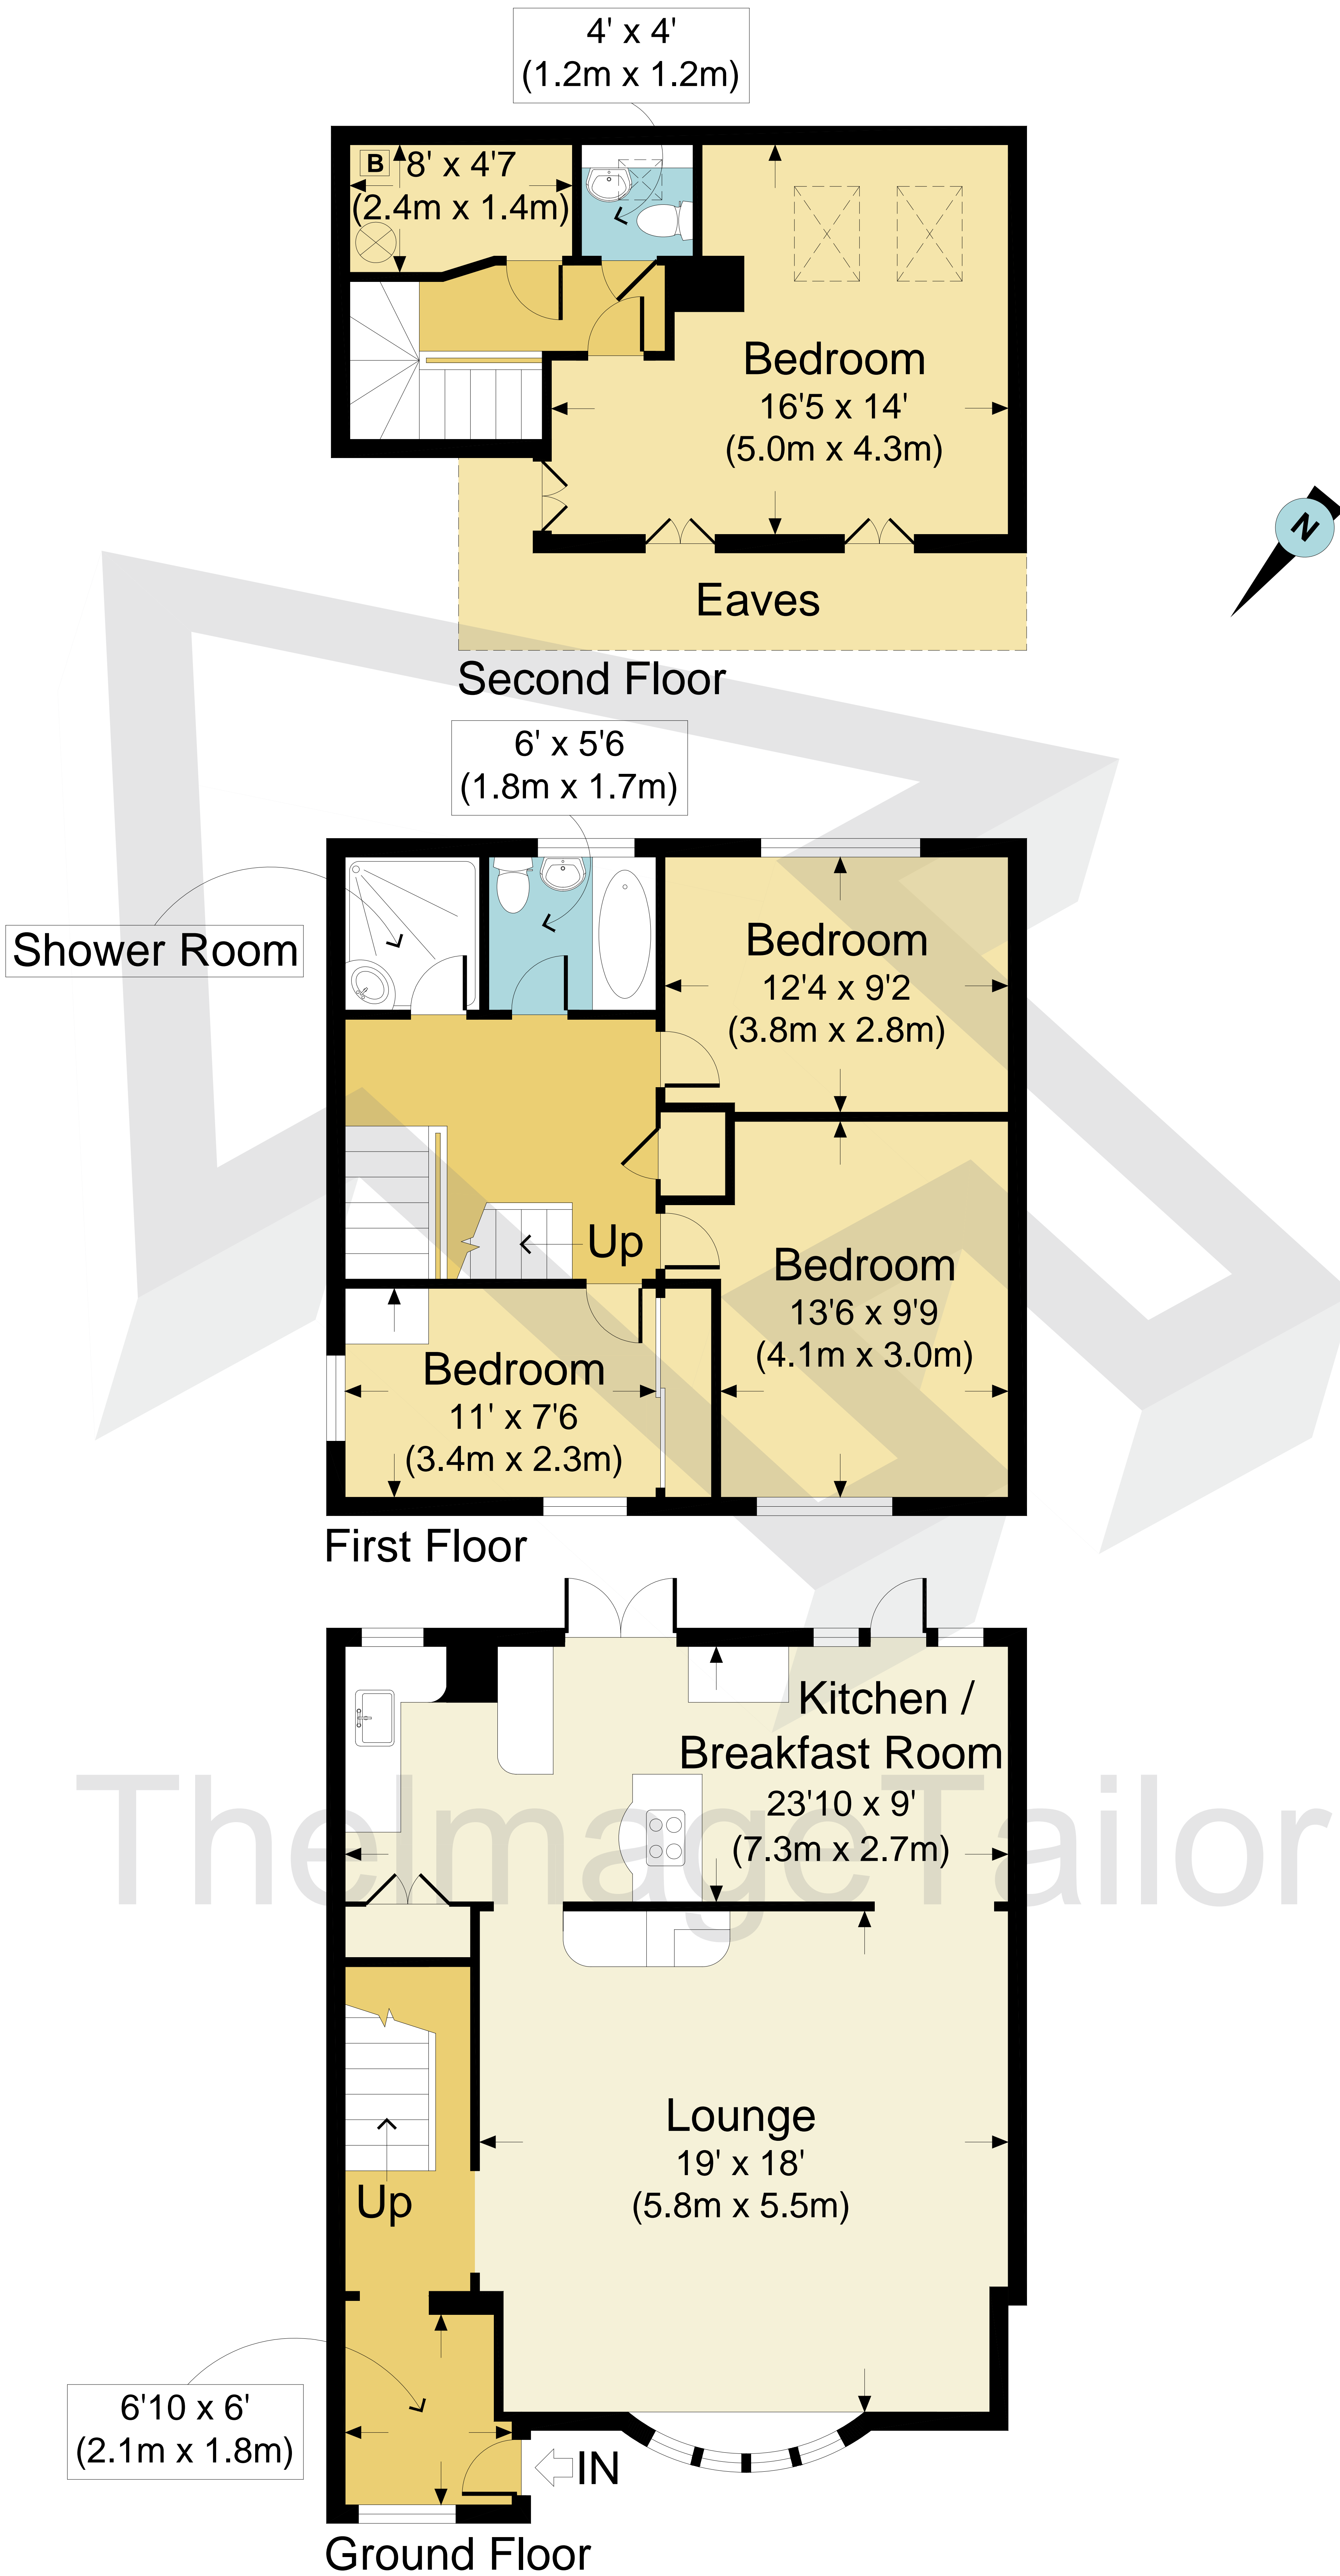 4' x 4'
(1.2m x 1.2m)
B
8' x 4'7
(2.4m x 1.4m)
Bedroom
16'5 x 14'
(5.0m x 4.3m)
N
Eaves
Second Floor
6' x 5'6
(1.8m x 1.7m)
Shower Room
Bedroom
12'4 x 9'2
(3.8m x 2.8m)
Up
Bedroom
13'6 x 9'9
(4.1m x 3.0m)
Bedroom
11' x 7'6
(3.4m x 2.3m)
First Floor
Kitchen /
Breakfast Room
23'10 x 9'
(7.3m x 2.7m)
TheImageTailor
Lounge
19' x 18'
(5.8m x 5.5m)
Up
6'10 x 6'
(2.1m x 1.8m)
IN
Ground Floor